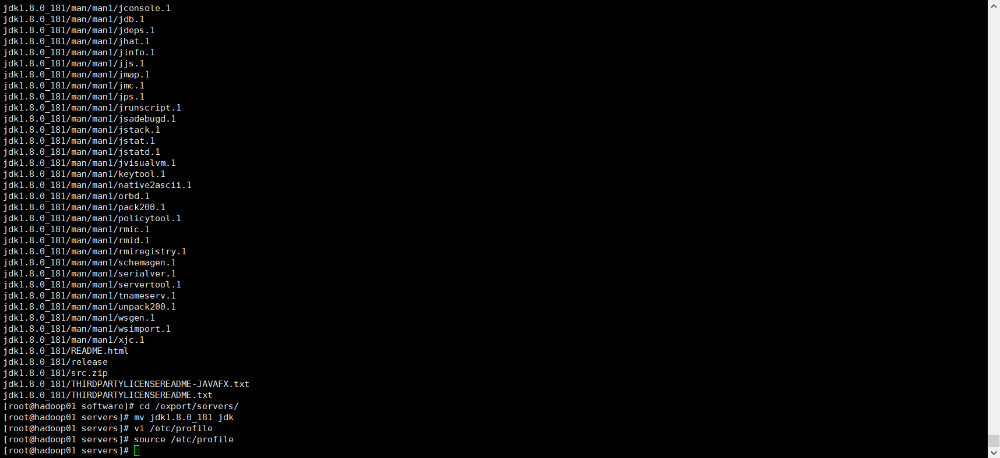 jdk1.8.0_181/man/man1/jconsole.1
jdk1.8.0_181/man/man1/jdb.1
jdk1.8.0_181/man/man1/jdeps.1
jdk1.8.0_181/man/man1/jhat.1
jdk1.8.0_181/man/man1/jinfo.1
jdk1.8.0_181/man/man1/jjs.1
jdk1.8.0_181/man/man1/jmap.1
jdk1.8.0_181/man/man1/jmc.1
jdk1.8.0_181/man/man1/jps.1
jdk1.8.0_181/man/man1/jrunscript.1
jdk1.8.0_181/man/man1/jsadebugd.1
jdk1.8.0_181/man/man1/jstack.1
jdk1.8.0_181/man/man1/jstat.1
jdk1.8.0_181/man/man1/jstatd.1
jdk1.8.0_181/man/man1/jvisualvm.1
jdk1.8.0_181/man/man1/keytool.1
jdk1.8.0_181/man/man1/native2ascii.1
jdk1.8.0_181/man/man1/orbd.1
jdk1.8.0_181/man/man1/pack200.1
jdk1.8.0_181/man/man1/policytool.1
jdk1.8.0_181/man/man1/rmic.1
jdk1.8.0_181/man/man1/rmid.1
jdk1.8.0_181/man/man1/rmiregistry.1
jdk1.8.0_181/man/man1/schemagen.1
jdk1.8.0_181/man/man1/serialver.1
jdk1.8.0_181/man/man1/servertool.1
jdk1.8.0_181/man/man1/tnameserv.1
jdk1.8.0_181/man/man1/unpack200.1
jdk1.8.0_181/man/man1/wsgen.1
jdk1.8.0_181/man/man1/wsimport.1
jdk1.8.0_181/man/man1/xjc.1
jdk1.8.0_181/README.html
jdk1.8.0_181/release
jdk1.8.0_181/src.zip
jdk1.8.0_181/THIRDPARTYLICENSEREADME-JAVAFX.txt
jdk1.8.0_181/THIRDPARTYLICENSEREADME.txt
[root@hadoop01 software]# cd /export/servers/
[root@hadoop01 servers]# mv jdk1.8.0_181 jdk
[root@hadoop01 servers]# vi /etc/profile
[root@hadoop01 servers]# source /etc/profile
[root@hadoop01 servers]#